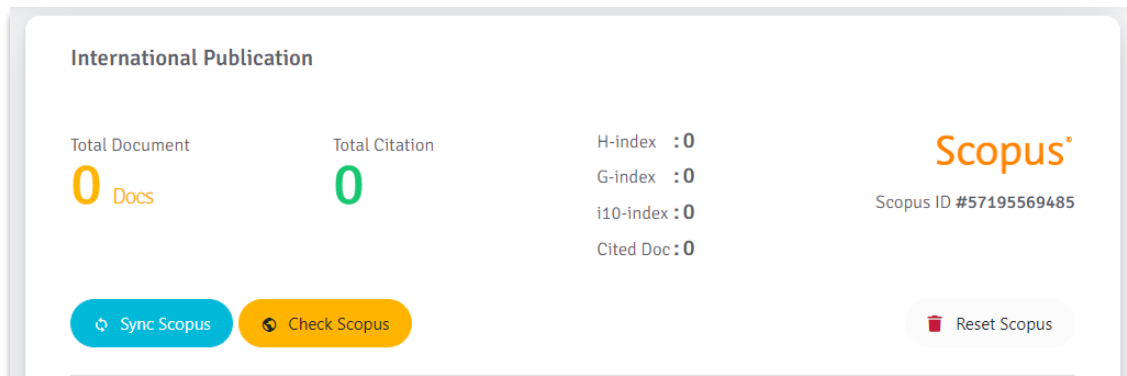 International Publication
Total Document
0 Docs
Total Citation
0
H-index : 0
G-index : 0
i10-index : 0
Cited Doc : 0
Scopus®
Scopus ID #57195569485
Sync Scopus
Check Scopus
Reset Scopus